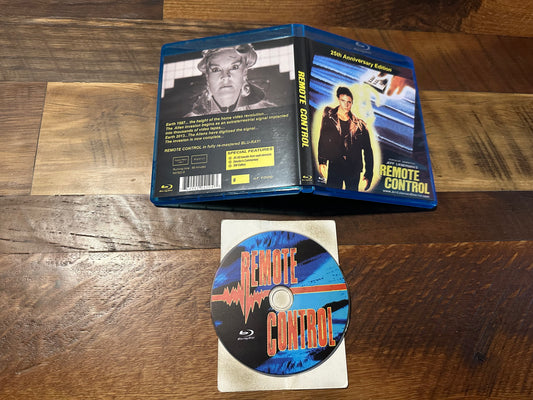 Earth 1987... the height of the home video revolution...
The Alien invasion begins as an extraterrestrial signal implanted
into thousands of video tapes...
Earth 2013... The Aliens have digitized the signal...
The invasion is now complete...
REMOTE CONTROL in fully re-mastered BLU-RAY!
SPECIAL FEATURES
REMOTE CONTROL
25th Anniversary Edition
REMOTE
CONTROL
REMOTE
CONTROL